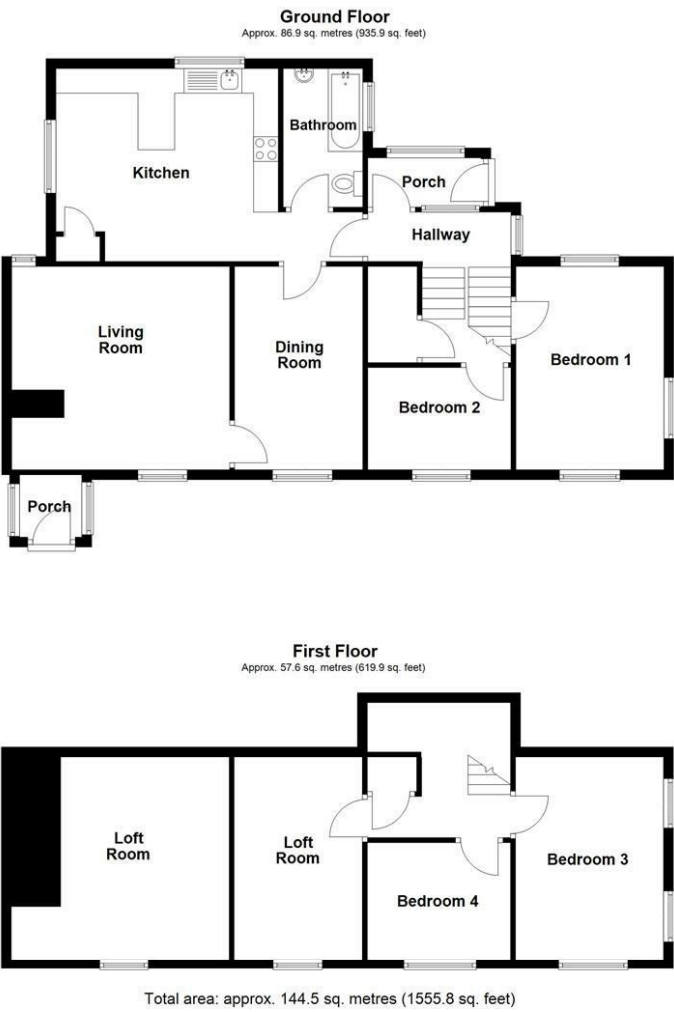 Ground Floor
Approx. 86.9 sq. metres (935.9 sq. feet)
Bathroom
Kitchen
Porch
Hallway
Living
Room
Dining
Room
Bedroom 1
Bedroom 2
Porch
First Floor
Approx. 57.6 sq. metres (619.9 sq. feet)
Loft
Room
Loft
Room
Bedroom 3
Bedroom 4
Total area: approx. 144.5 sq. metres (1555.8 sq. feet)